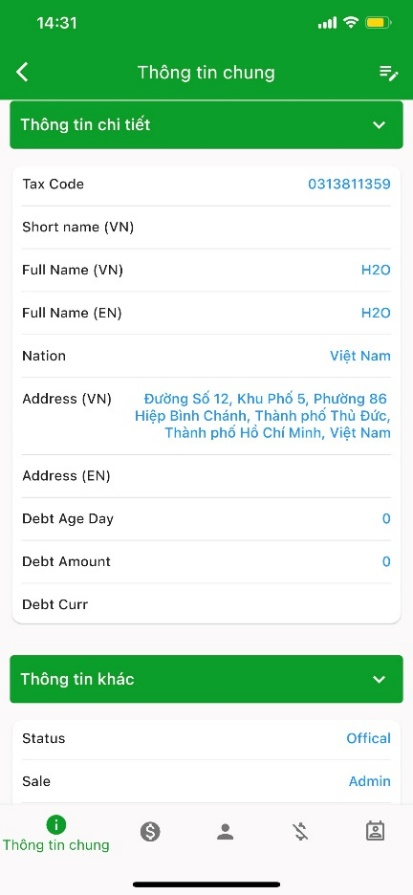 14:31
Thông tin chung
Thông tin chi tiết
Tax Code 0313811359
Short name (VN)
Full Name (VN) H2O
Full Name (EN) H2O
Nation Việt Nam
Address (VN) Đường Số 12, Khu Phố 5, Phường 86
Hiệp Bình Chánh, Thành phố Thủ Đức,
Thành phố Hồ Chí Minh, Việt Nam
Address (EN)
Debt Age Day 0
Debt Amount 0
Debt Curr
Thông tin khác
Status Offical
Sale Admin
Thông tin chung